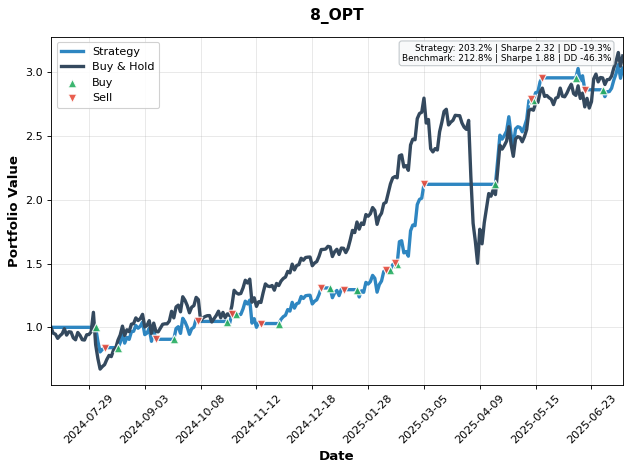 8_OPT
Strategy
Buy & Hold
Buy
Sell
Strategy: 203.2% | Sharpe 2.32 | DD -19.3%
Benchmark: 212.8% | Sharpe 1.88 | DD -46.3%
Portfolio Value
3.0
2.5
2.0
1.5
1.0
2024-07-29
2024-09-03
2024-10-08
2024-11-12
2024-12-18
2025-01-28
2025-03-05
2025-04-09
2025-05-15
2025-06-23
Date